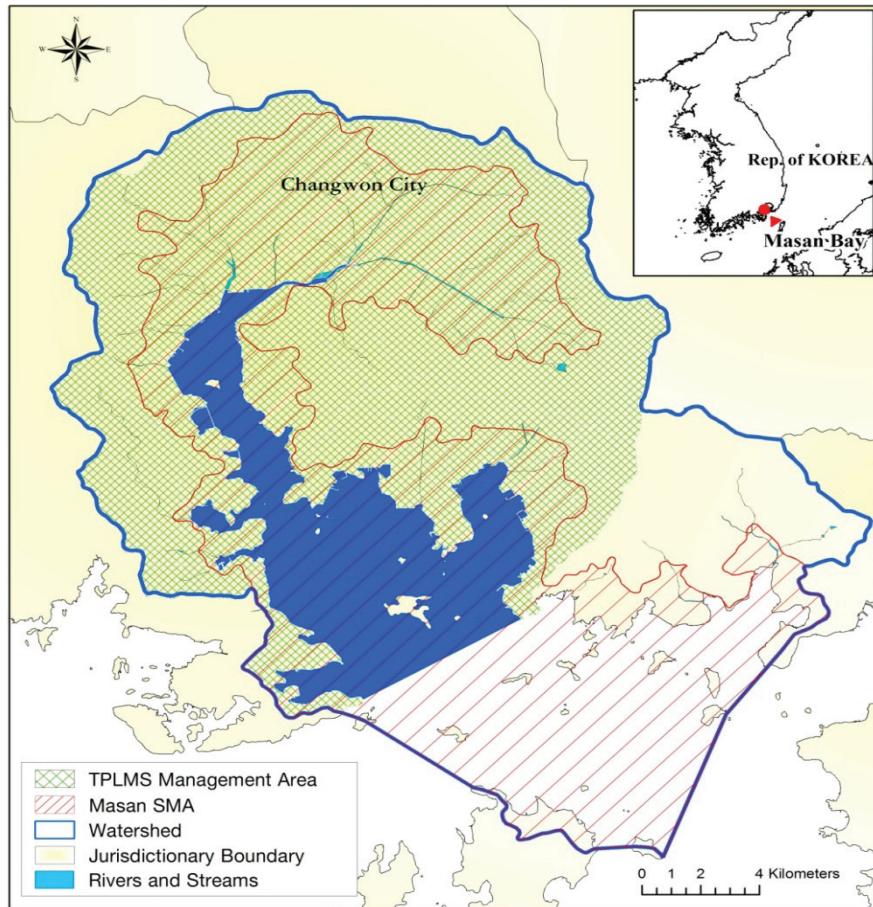 N
W E
S
Rep. of KOREA
Masan Bay
Changwon City
TPLMS Management Area
Masan SMA
Watershed
Jurisdictionary Boundary
Rivers and Streams
0 1 2 4 Kilometers